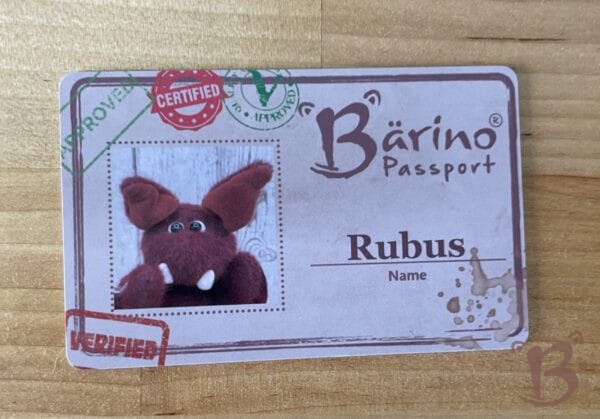 APPROVED
CERTIFIED
APPROVED
Bärino®
Passport
Rubus
Name
VERIFIED
B